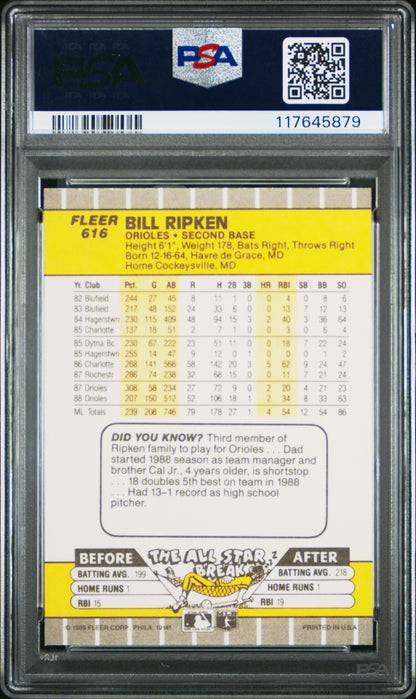 PSA
117645879
FLEER
616
BILL RIPKEN
ORIOLES • SECOND BASE
Height 6'1", Weight 178, Bats Right, Throws Right
Born 12-16-64, Havre de Grace, MD
Home Cockeysville, MD
Yr. Club Pct. G AB R H 2B 3B HR RBI SB BB SO
82 Bluefield 244 27 45 8 11 1 0 0 4 0 8 6
83 Bluefield 217 48 152 24 33 6 0 0 13 7 12 13
84 Hagerstwn 230 115 409 48 94 15 3 2 40 3 36 64
85 Charlotte 137 18 51 2 7 1 0 0 3 0 6 4
85 Dytna Bc 230 67 222 23 51 11 0 0 18 7 22 24
85 Hagerstwn 255 14 47 9 12 0 1 0 0 1 2
86 Charlotte 268 141 566 58 142 20 3 5 62 9 24 47
87 Rochestr 286 74 238 32 68 15 0 0 11 7 21 24
87 Orioles 308 58 234 27 72 9 0 2 20 4 21 23
88 Orioles 207 150 512 52 106 18 1 2 34 8 33 63
ML Totals 239 208 746 79 178 27 1 4 54 12 54 86
DID YOU KNOW? Third member of
Ripken family to play for Orioles . . . Dad
started 1988 season as team manager and
brother Cal Jr., 4 years older, is shortstop
. . . 18 doubles 5th best on team in 1988
. . . Had 13–1 record as high school
pitcher.
BEFORE THE ALL STAR BREAK AFTER
BATTING AVG. 199 BATTING AVG. 218
HOME RUNS 1 HOME RUNS 1
RBI 15 RBI 19
© 1989 FLEER CORP. PHILA. 19141 PRINTED IN U.S.A.